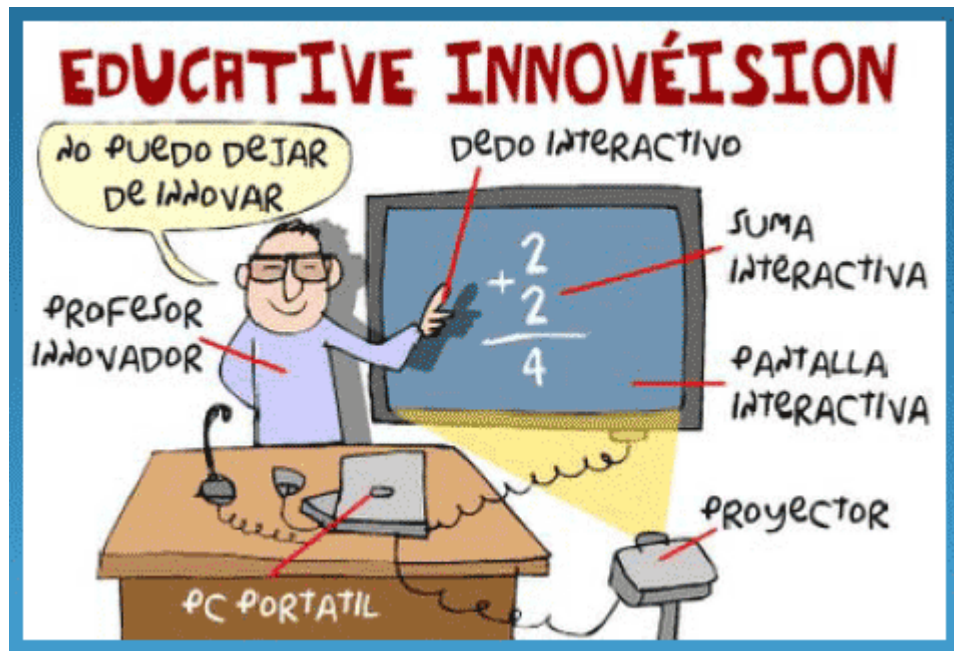 EDUCATIVE INNOVÉISION
NO PUEDO DEJAR
DE INNOVAR
DEDO INTERACTIVO
SUMA
INTERACTIVA
2
+ 2
4
PROFESOR
INNOVADOR
PANTALLA
INTERACTIVA
PROYECTOR
PC PORTATIL